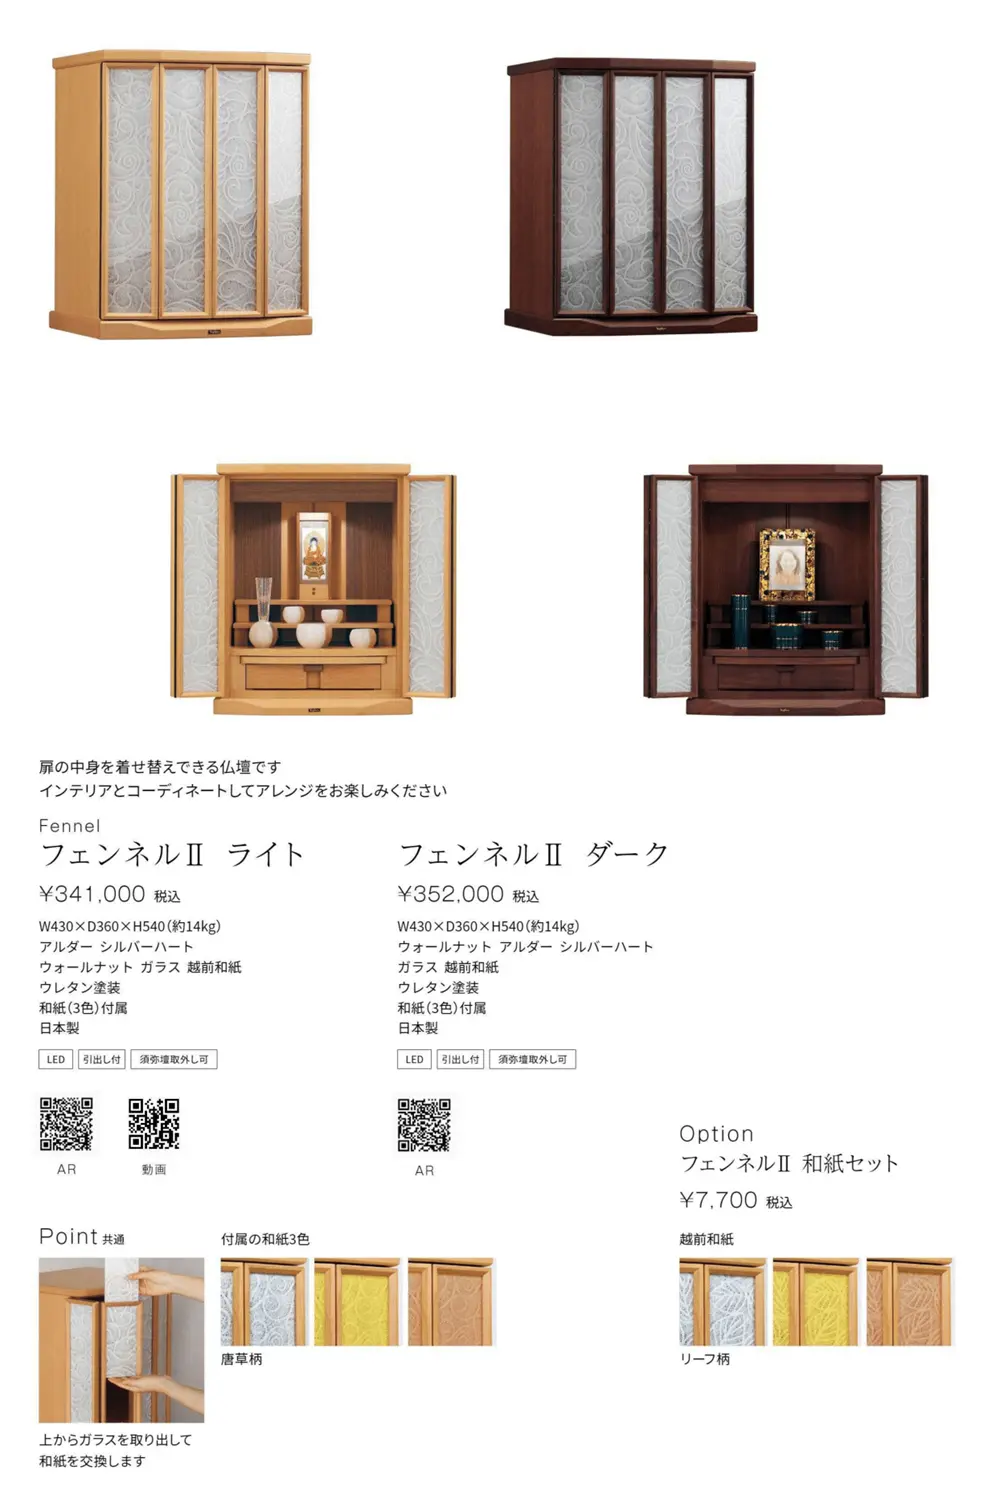 扉の中身を着せ替えできる仏壇です
インテリアとコーディネートしてアレンジをお楽しみください
Fennel
フェンネルⅡ ライト
¥341,000 税込
W430×D360×H540(約14kg)
アルダー シルバーハート
ウォールナット ガラス 越前和紙
ウレタン塗装
和紙(3色)付属
日本製
LED 引出し付 須弥壇取外し可
AR 動画
フェンネルⅡ ダーク
¥352,000 税込
W430×D360×H540(約14kg)
ウォールナット アルダー シルバーハート
ガラス 越前和紙
ウレタン塗装
和紙(3色)付属
日本製
LED 引出し付 須弥壇取外し可
AR
Option
フェンネルⅡ 和紙セット
¥7,700 税込
越前和紙
リーフ柄
Point 共通
上からガラスを取り出して
和紙を交換します
付属の和紙3色
唐草柄